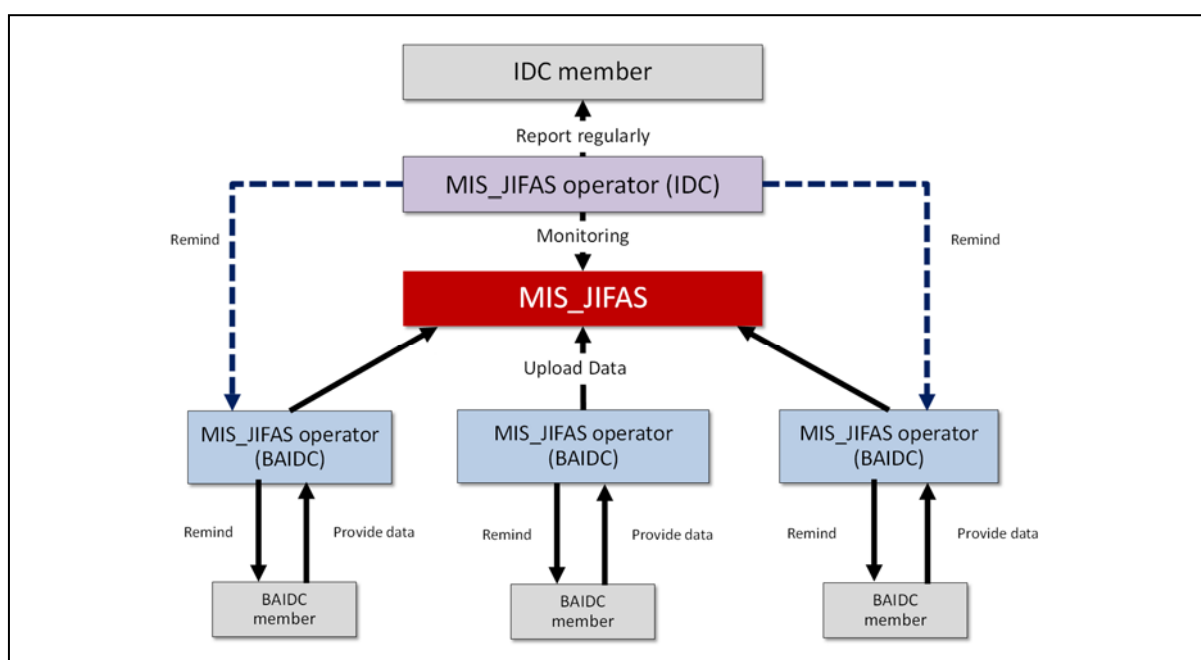 IDC member
Report regularly
MIS_JIFAS operator (IDC)
Remind
Monitoring
Remind
MIS_JIFAS
Upload Data
MIS_JIFAS operator
(BAIDC)
MIS_JIFAS operator
(BAIDC)
MIS_JIFAS operator
(BAIDC)
Remind
Provide data
Remind
Provide data
Remind
Provide data
BAIDC
member
BAIDC
member
BAIDC
member